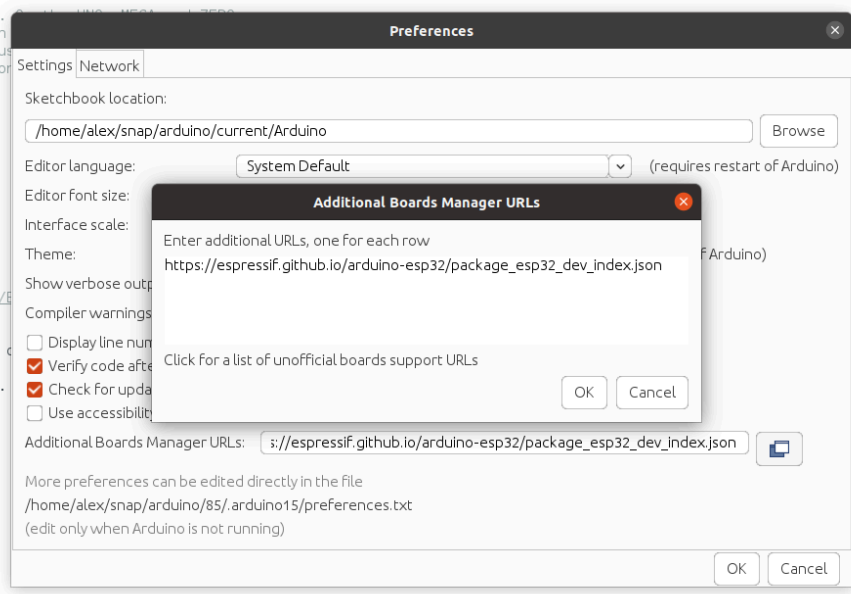 Preferences
Settings Network
Sketchbook location:
/home/alex/snap/arduino/current/Arduino Browse
Editor language: System Default (requires restart of Arduino)
Editor font size:
Interface scale:
Theme: f Arduino)
Show verbose outp
Compiler warnings
Display line num
Verify code afte
Check for upda
Use accessibility
Additional Boards Manager URLs
Enter additional URLs, one for each row
https://espressif.github.io/arduino-esp32/package_esp32_dev_index.json
Click for a list of unofficial boards support URLs
OK Cancel
Additional Boards Manager URLs: s://espressif.github.io/arduino-esp32/package_esp32_dev_index.json
More preferences can be edited directly in the file
/home/alex/snap/arduino/85/.arduino15/preferences.txt
(edit only when Arduino is not running)
OK Cancel